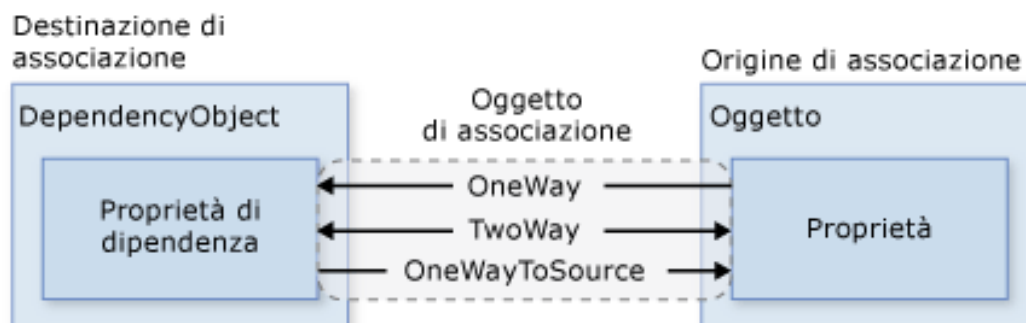 Destinazione di
associazione
Origine di associazione
DependencyObject
Oggetto
di associazione
Oggetto
Proprietà di
dipendenza
OneWay
TwoWay
OneWayToSource
Proprietà